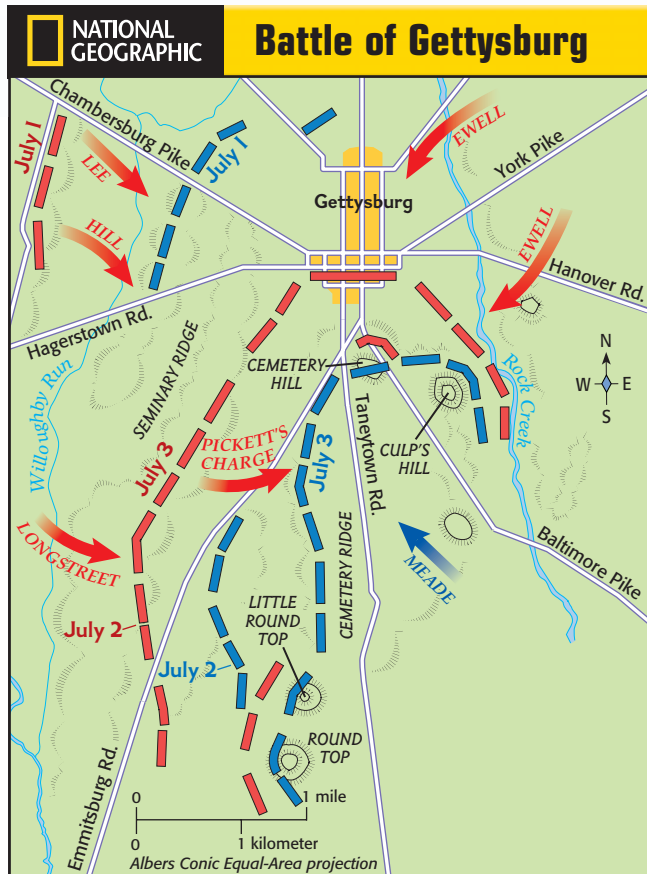 NATIONAL
GEOGRAPHIC
Battle of Gettysburg
Chambersburg Pike
July 1
LEE
July 1
EWELL
York Pike
Gettysburg
HILL
EWELL
Hanover Rd.
Hagerstown Rd.
Willoughby Run
SEMINARY RIDGE
CEMETERY
HILL
Rock Creek
N
W
E
S
CULP'S
HILL
Taneytown Rd.
July 3
PICKETT'S
CHARGE
July 3
LONGSTREET
CEMETERY RIDGE
MEADE
Baltimore Pike
LITTLE
ROUND
TOP
July 2
July 2
ROUND
TOP
Emmitsburg Rd.
0
1 mile
0
1 kilometer
Albers Conic Equal-Area projection